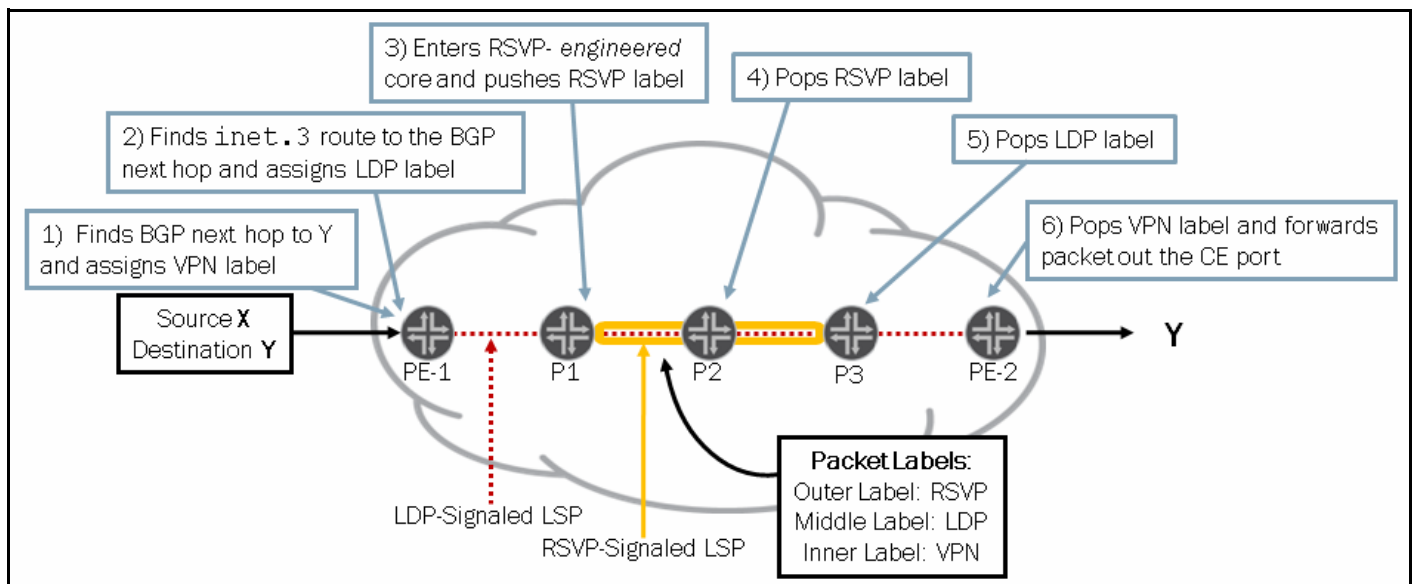 3) Enters RSVP- engineered
core and pushes RSVP label
4) Pops RSVP label
2) Finds inet.3 route to the BGP
next hop and assigns LDP label
5) Pops LDP label
1) Finds BGP next hop to Y
and assigns VPN label
6) Pops VPN label and forwards
packet out the CE port
Source X
Destination Y
Y
PE-1
P1
P2
P3
PE-2
Packet Labels:
Outer Label: RSVP
Middle Label: LDP
Inner Label: VPN
LDP-Signaled LSP
RSVP-Signaled LSP